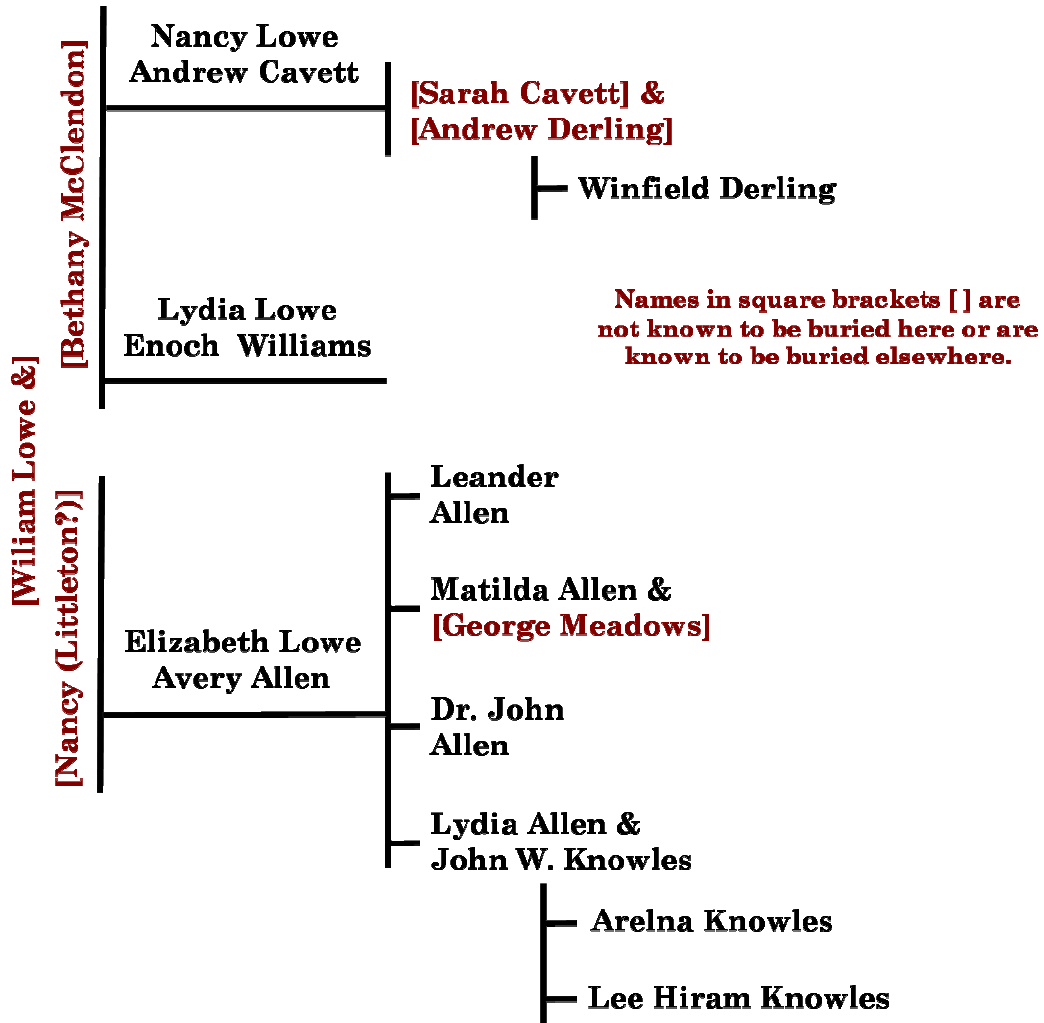 [Wiliam Lowe &]
[Bethany McClendon]
Nancy Lowe
Andrew Cavett
[Sarah Cavett] &
[Andrew Derling]
Winfield Derling
Lydia Lowe
Enoch Williams
Names in square brackets [ ] are
not known to be buried here or are
known to be buried elsewhere.
[Nancy (Littleton?)]
Elizabeth Lowe
Avery Allen
Leander
Allen
Matilda Allen &
[George Meadows]
Dr. John
Allen
Lydia Allen &
John W. Knowles
Arelna Knowles
Lee Hiram Knowles